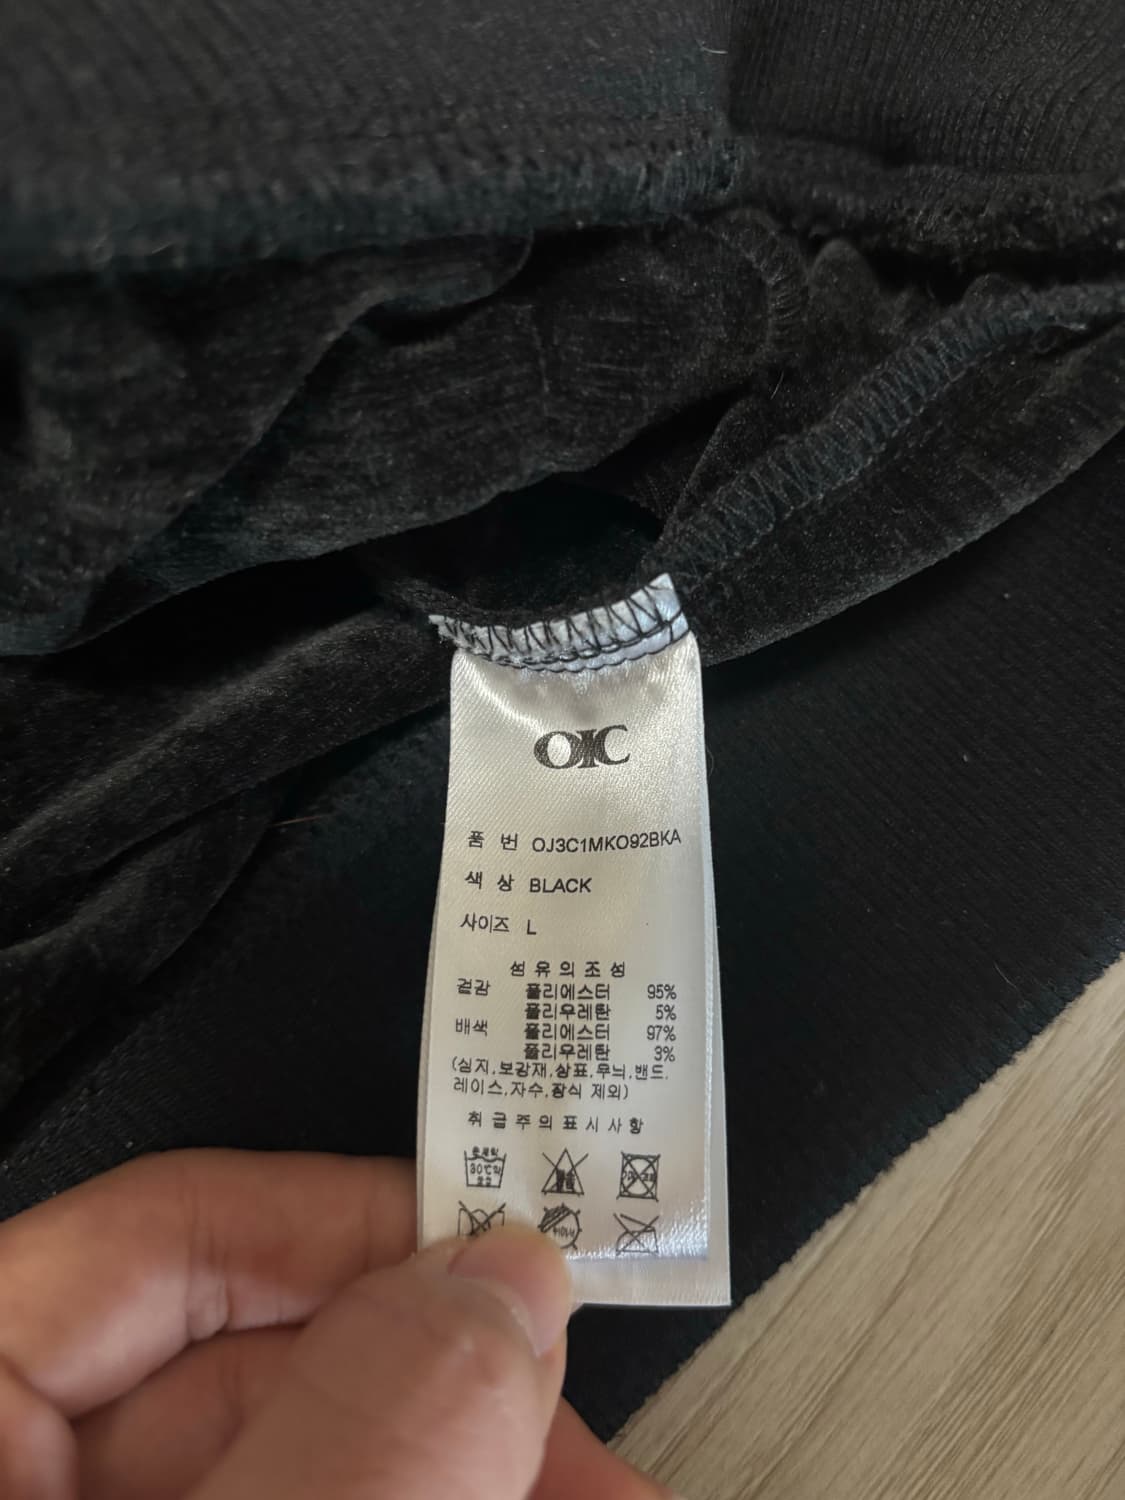 OIC
품 번 OJ3C1MKO92BKA
색 상 BLACK
사이즈 L
섬 유 의 조 성
겉감 폴리에스터 95%
폴리우레탄 5%
배색 폴리에스터 97%
폴리우레탄 3%
(심지,보강재,상표,무늬,밴드,
레이스,자수,장식 제외)
취 급 주 의 표 시 사 항